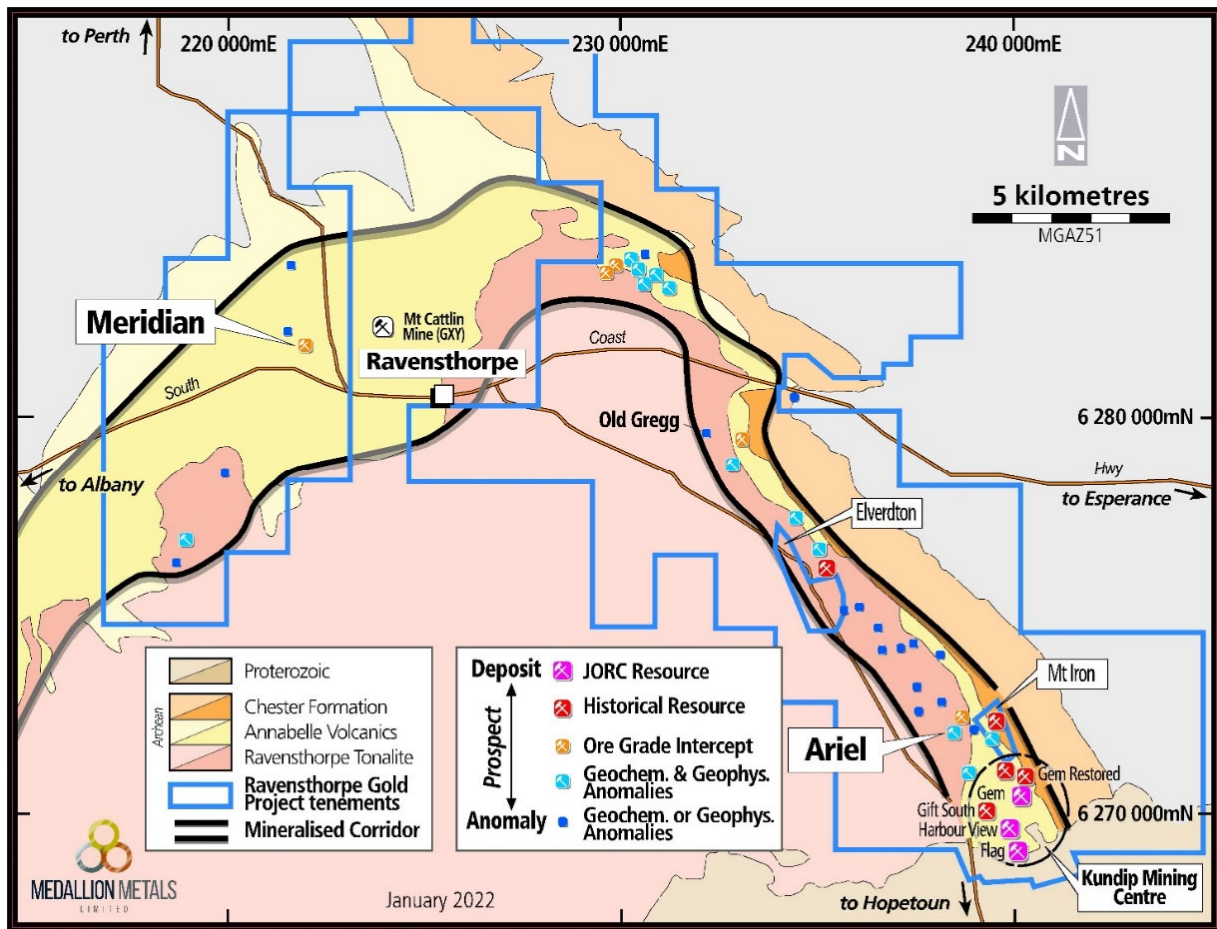 to Perth
220 000mE
230 000mE
240 000mE
N
5 kilometres
MGAZ51
Meridian
Mt Cattlin
Mine (GXY)
Ravensthorpe
Coast
South
Old Gregg
6 280 000mN
Hwy
to Albany
to Esperance
Elverdton
Mt Iron
Ariel
Gem Restored
Gem
Gift South
Harbour View
Flag
6 270 000mN
Kundip Mining
Centre
to Hopetoun
Proterozoic
Archean
Chester Formation
Annabelle Volcanics
Ravensthorpe Tonalite
Ravensthorpe Gold
Project tenements
Mineralised Corridor
Deposit
Prospect
Anomaly
JORC Resource
Historical Resource
Ore Grade Intercept
Geochem. & Geophys.
Anomalies
Geochem. or Geophys.
Anomalies
MEDALLION METALS
LIMITED
January 2022